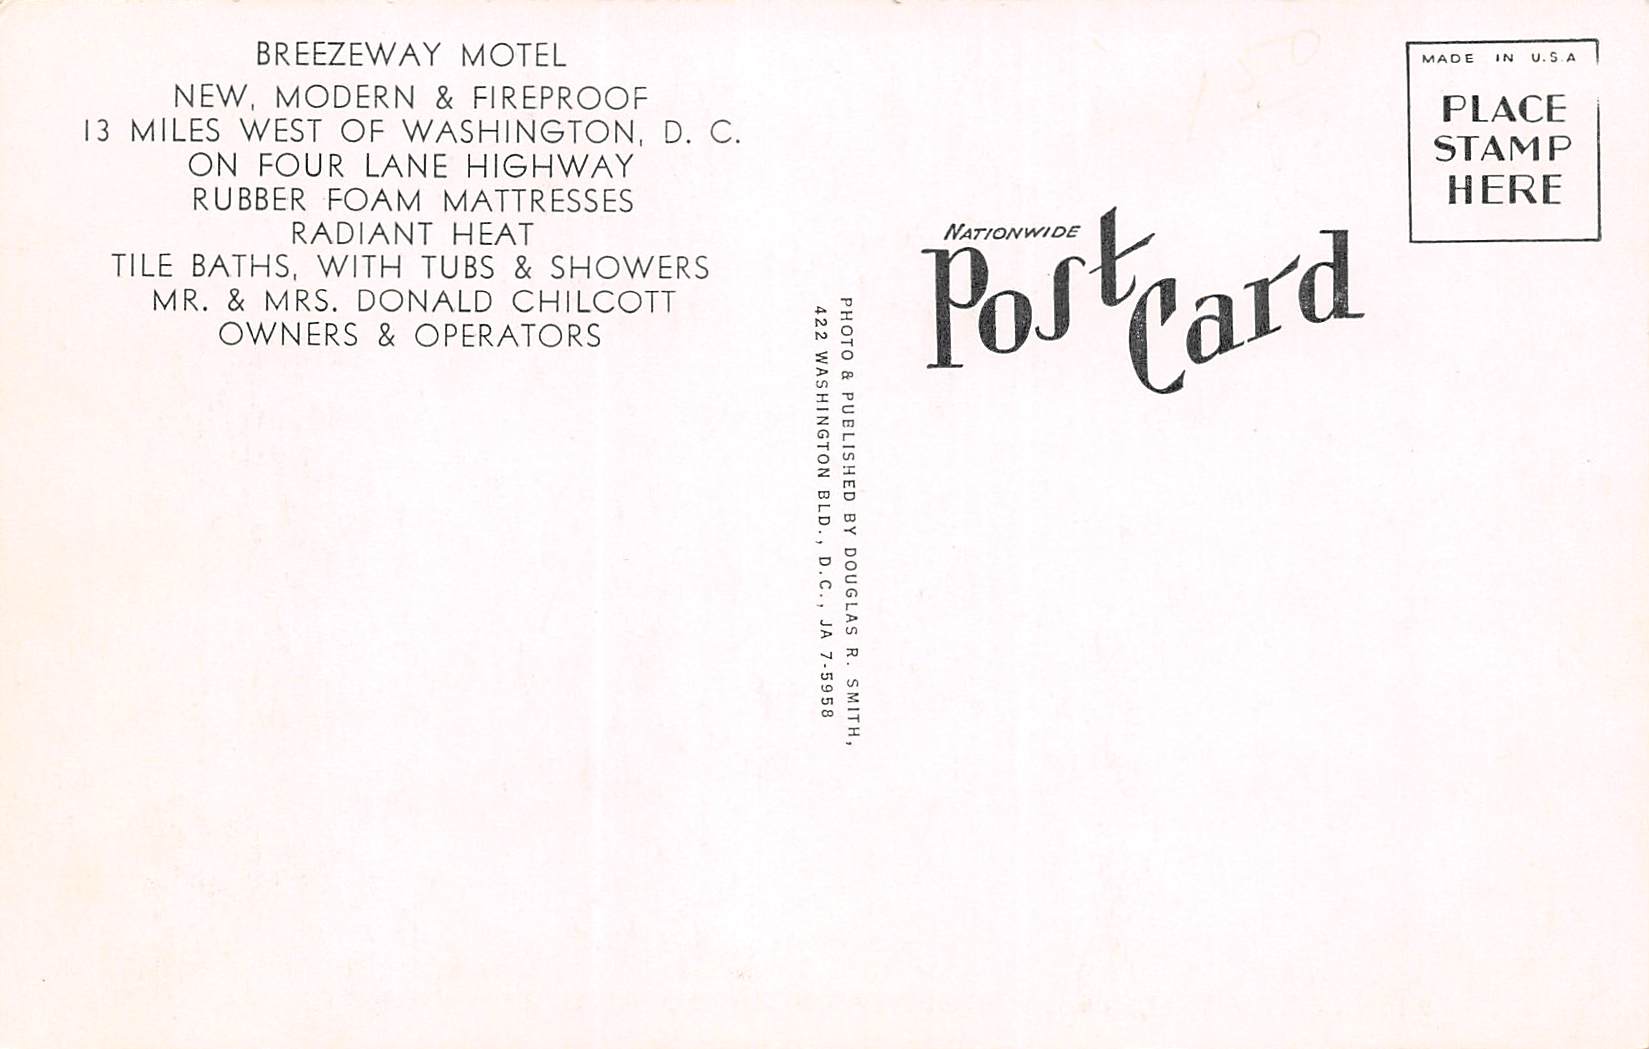 BREEZEWAY MOTEL
NEW, MODERN & FIREPROOF
13 MILES WEST OF WASHINGTON, D. C.
ON FOUR LANE HIGHWAY
RUBBER FOAM MATTRESSES
RADIANT HEAT
TILE BATHS, WITH TUBS & SHOWERS
MR. & MRS. DONALD CHILCOTT
OWNERS & OPERATORS
PHOTO & PUBLISHED BY DOUGLAS R. SMITH,
422 WASHINGTON BLD., D.C., JA 7-5958
NATIONWIDE
Post Card
MADE IN U.S.A
PLACE
STAMP
HERE